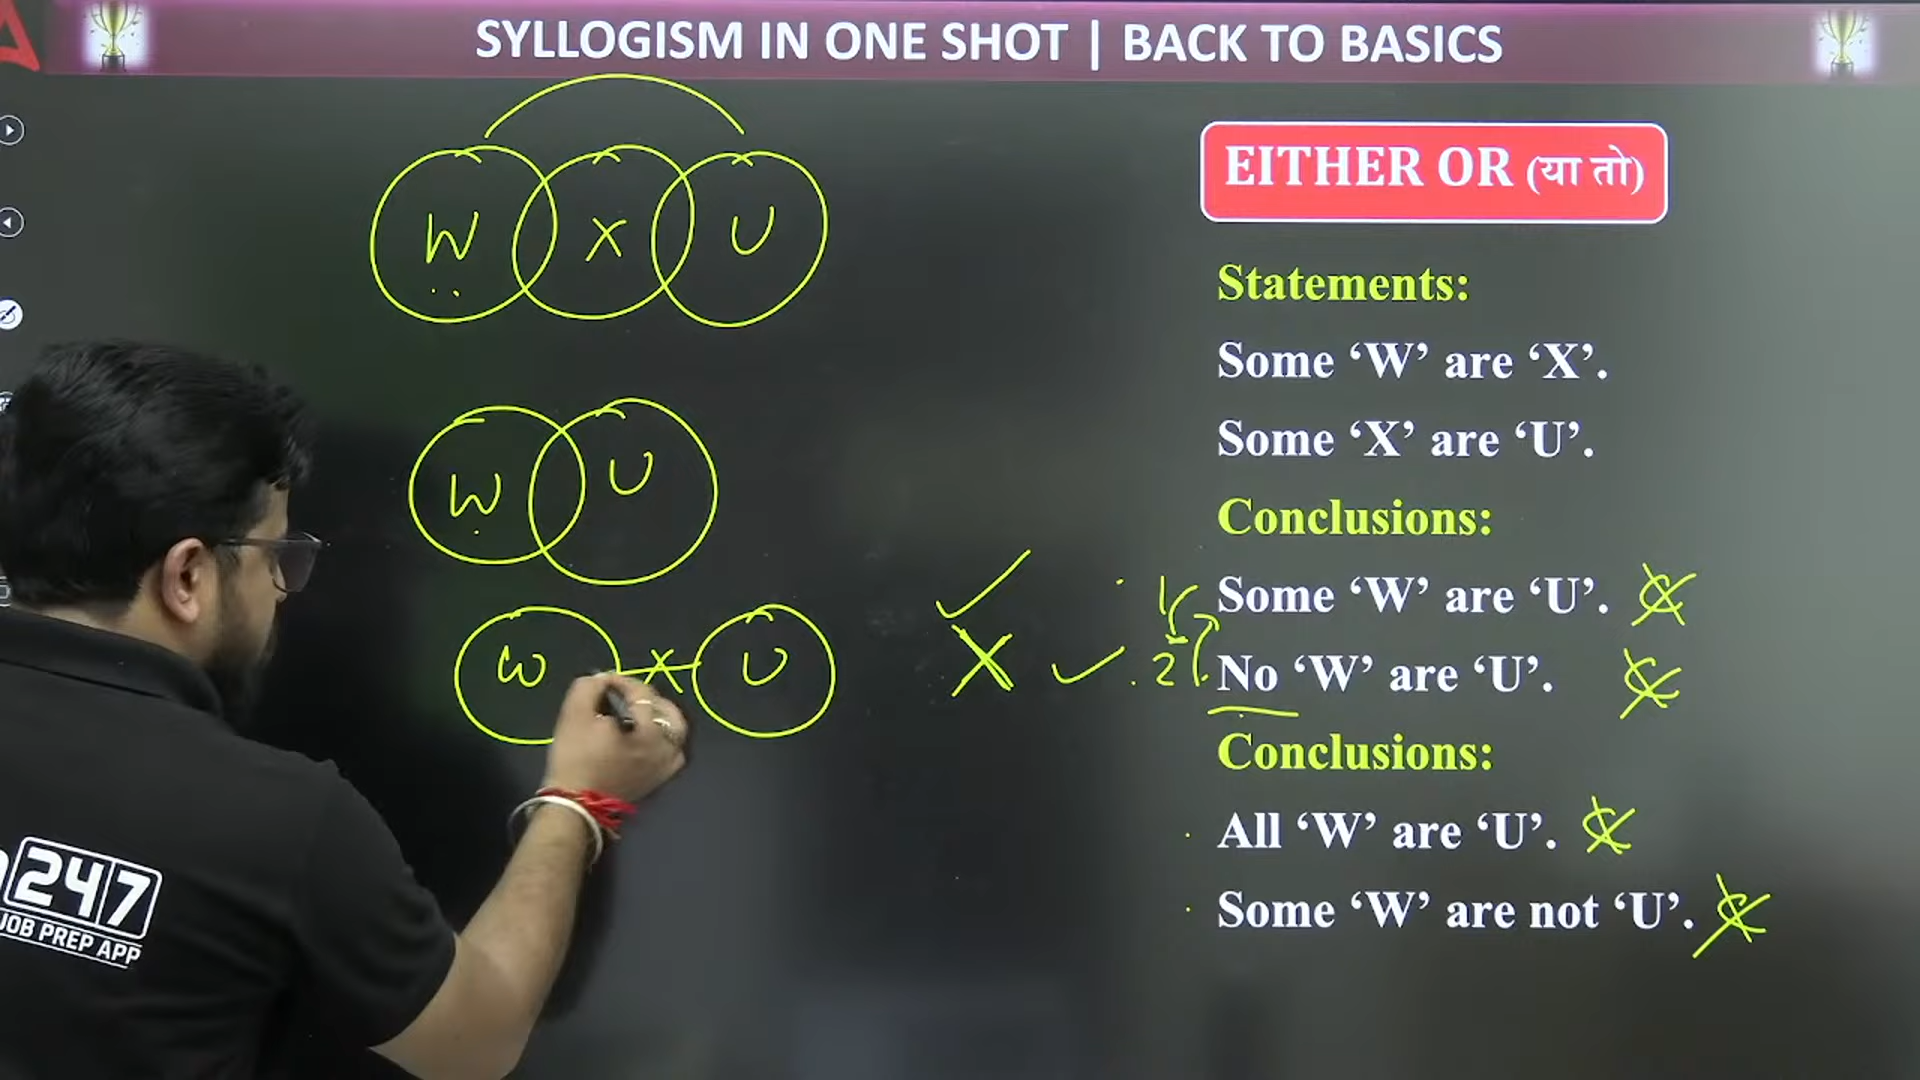 SYLLOGISM IN ONE SHOT | BACK TO BASICS
EITHER OR (या तो)
W X U
Statements:
Some ‘W’ are ‘X’.
Some ‘X’ are ‘U’.
W U
Conclusions:
1 Some ‘W’ are ‘U’.
W X U
X
2 No ‘W’ are ‘U’.
Conclusions:
All ‘W’ are ‘U’.
Some ‘W’ are not ‘U’.
247
JOB PREP APP